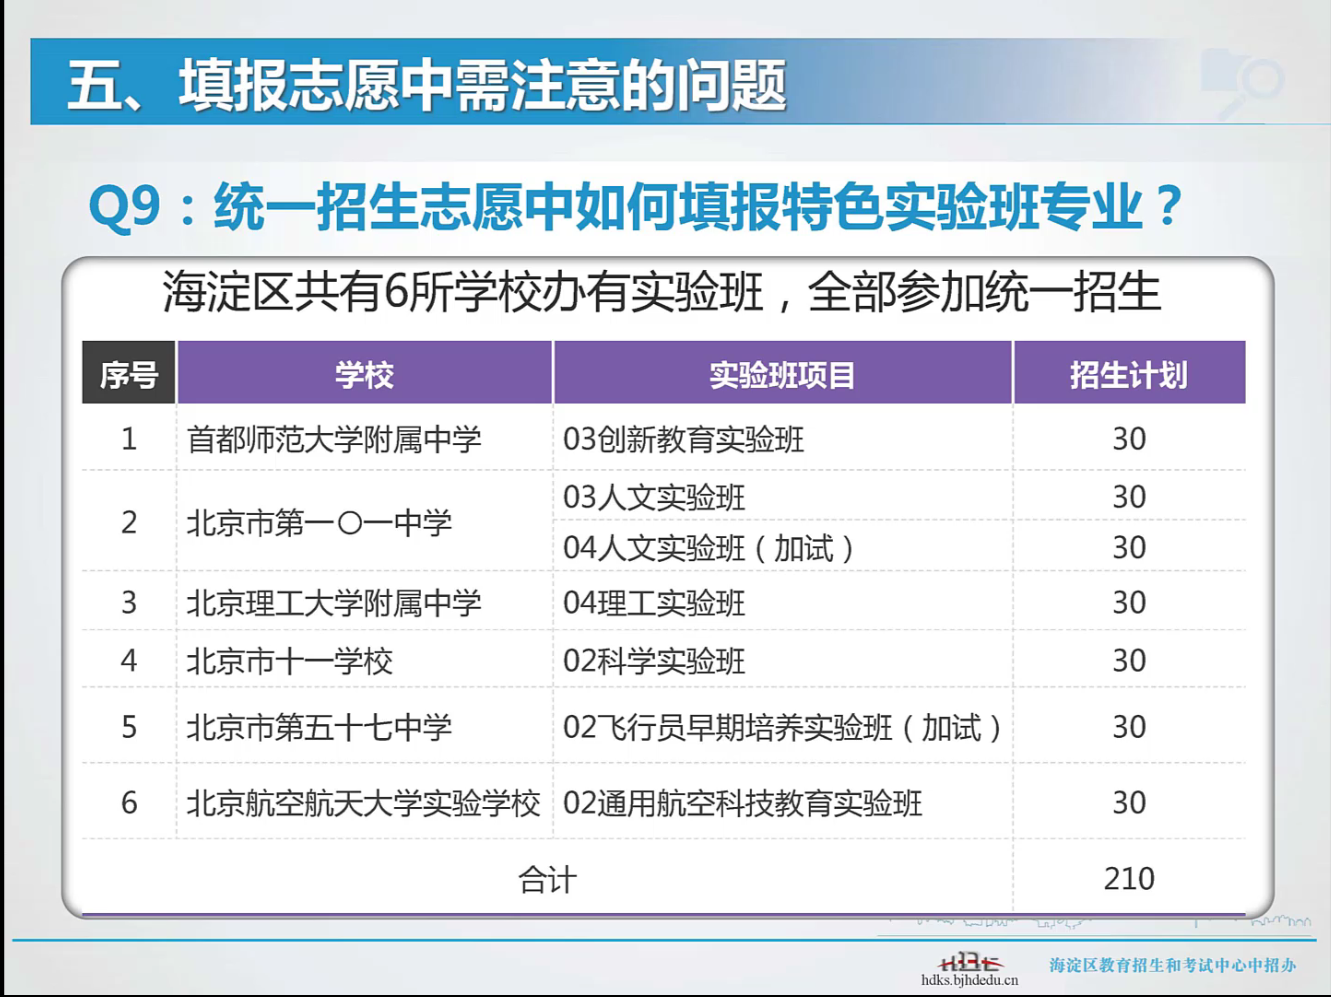 五、填报志愿中需注意的问题
Q9：统一招生志愿中如何填报特色实验班专业？
海淀区共有6所学校办有实验班，全部参加统一招生
序号 学校 实验班项目 招生计划
1 首都师范大学附属中学 03创新教育实验班 30
2 北京市第一〇一中学 03人文实验班 30
04人文实验班（加试） 30
3 北京理工大学附属中学 04理工实验班 30
4 北京市十一学校 02科学实验班 30
5 北京市第五十七中学 02飞行员早期培养实验班（加试） 30
6 北京航空航天大学实验学校 02通用航空科技教育实验班 30
合计 210
hdks.bjhdedu.cn
海淀区教育招生和考试中心中招办